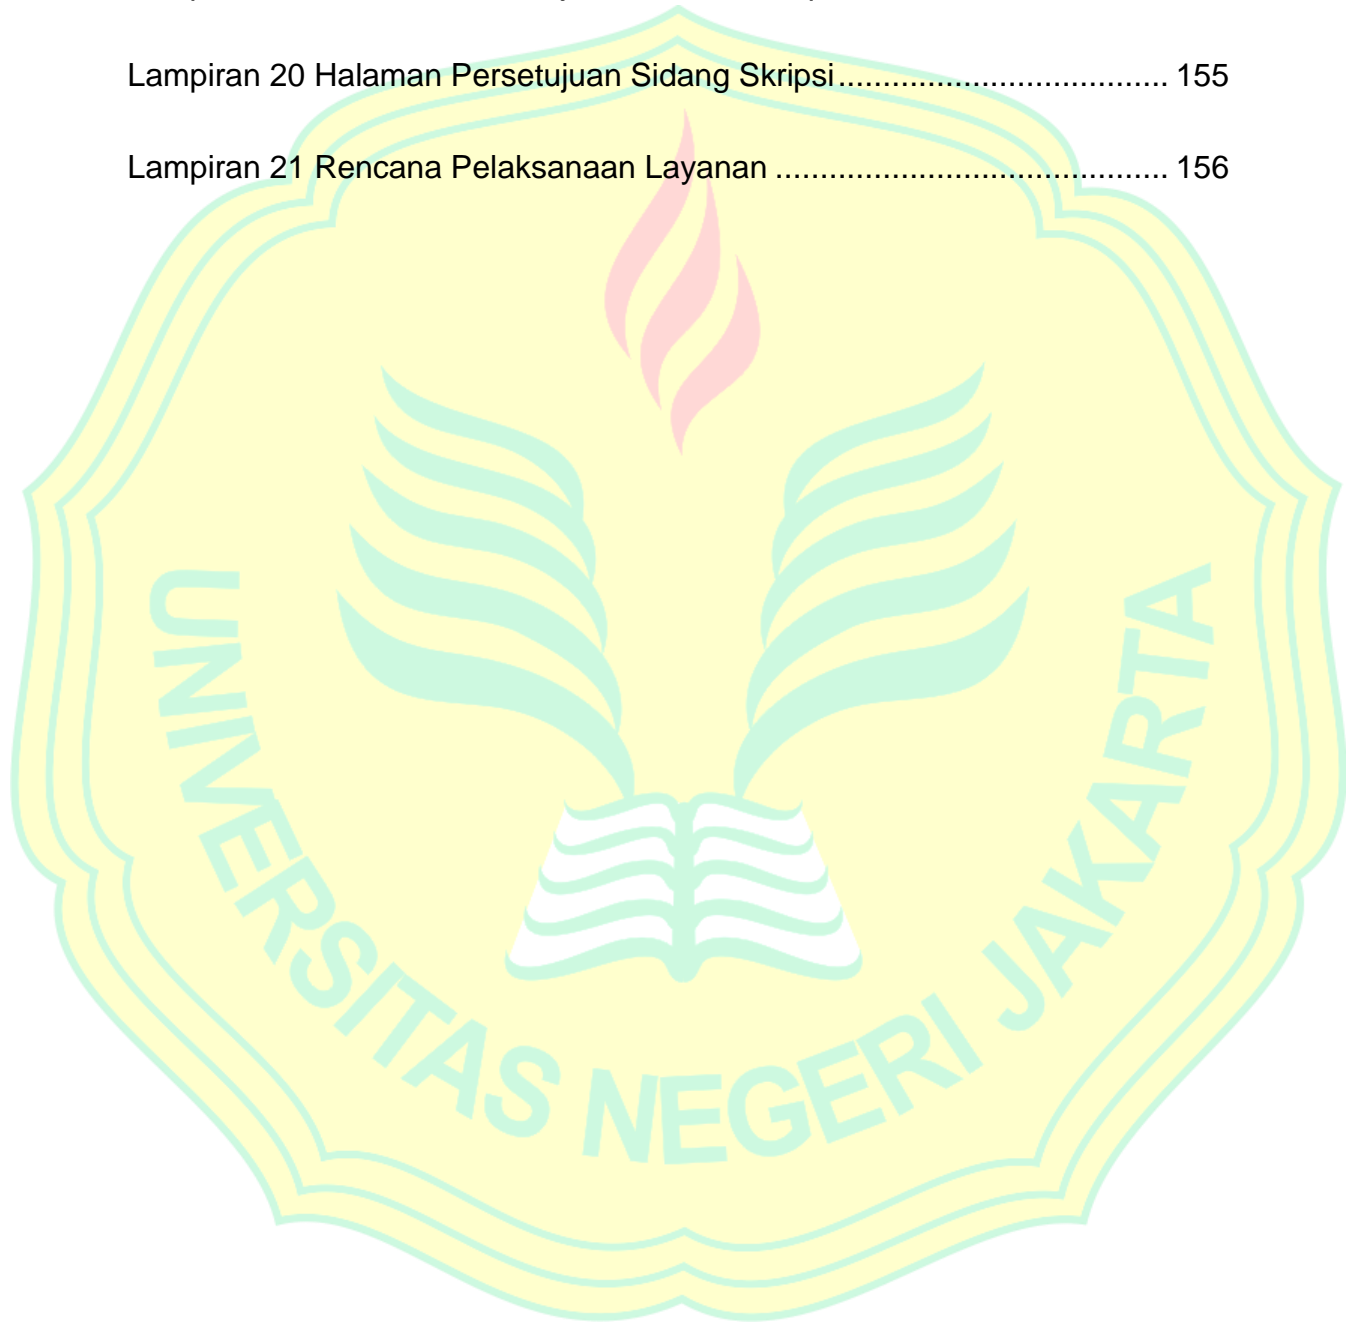 Lampiran 20 Halaman Persetujuan Sidang Skripsi..................................... 155
Lampiran 21 Rencana Pelaksanaan Layanan ............................................ 156
UNIVERSITAS NEGERI JAKARTA